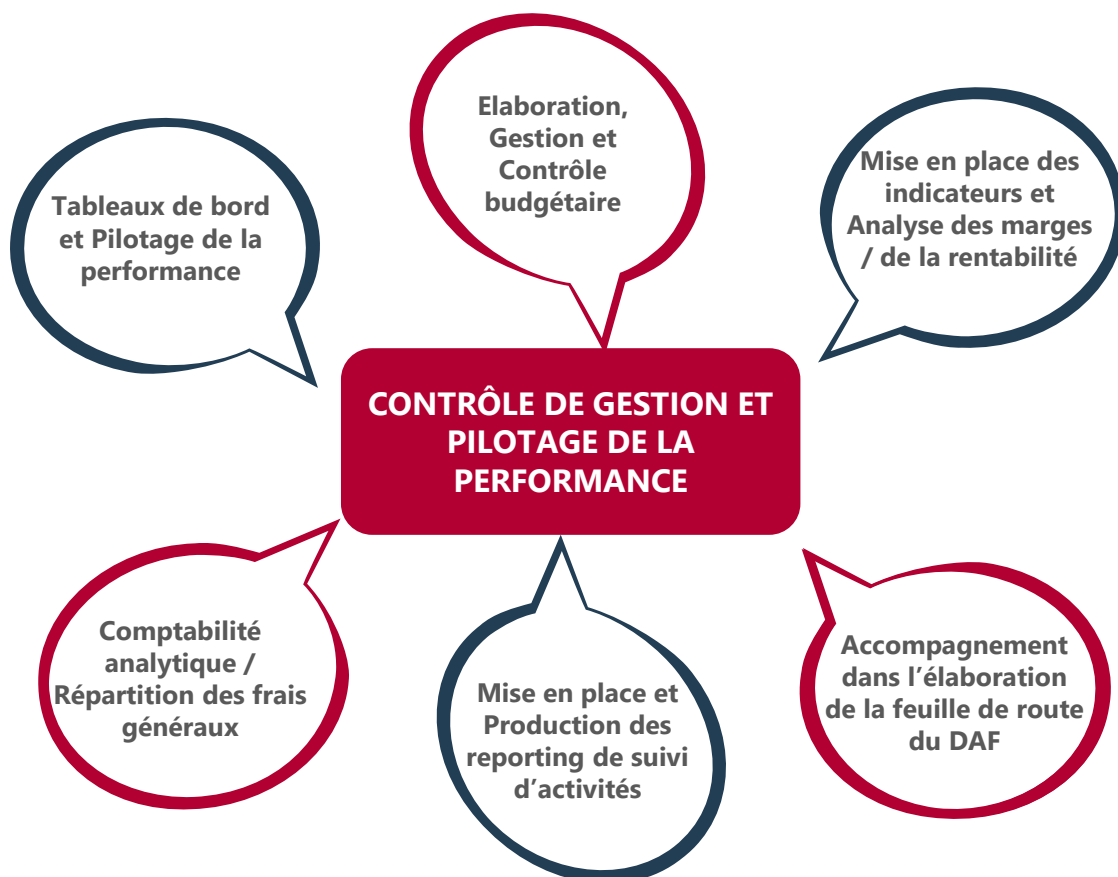 Elaboration,
Gestion et
Contrôle
budgétaire
Tableaux de bord
et Pilotage de la
performance
Mise en place des
indicateurs et
Analyse des marges
/ de la rentabilité
CONTRÔLE DE GESTION ET
PILOTAGE DE LA
PERFORMANCE
Comptabilité
analytique /
Répartition des frais
généraux
Mise en place et
Production des
reporting de suivi
d’activités
Accompagnement
dans l’élaboration
de la feuille de route
du DAF